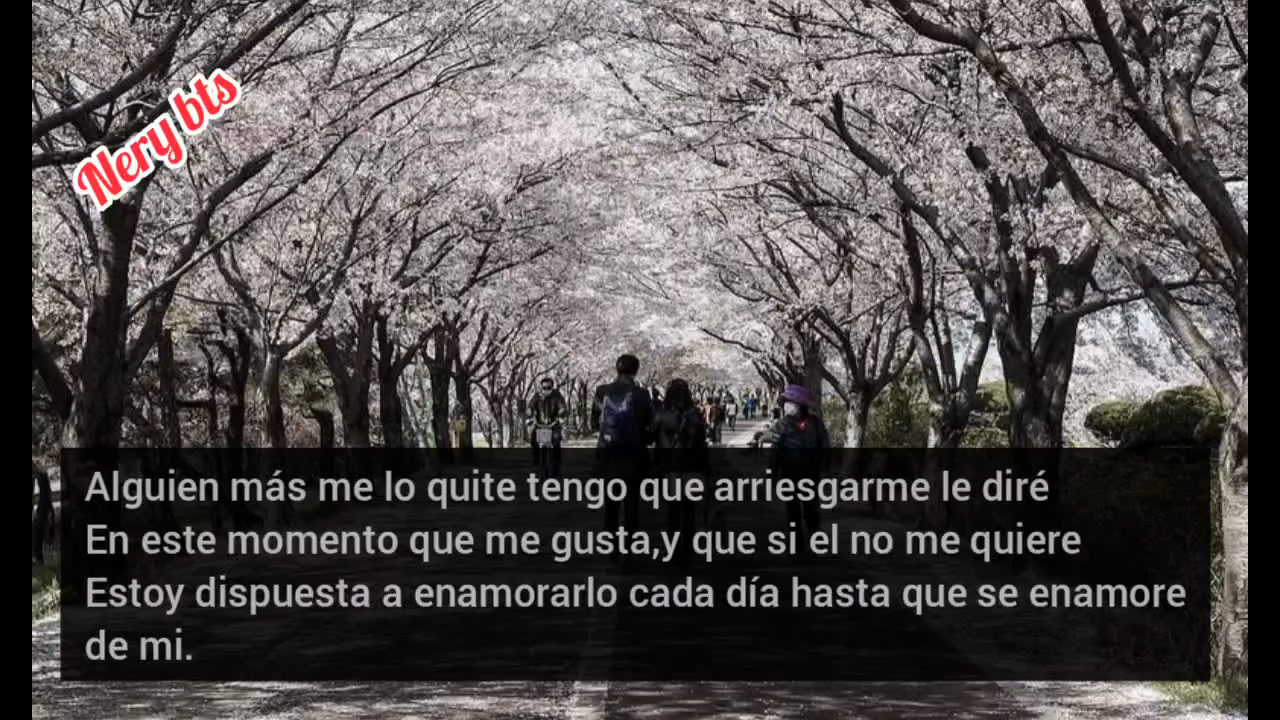 Nery bts
Alguien más me lo quite tengo que arriesgarme le diré
En este momento que me gusta,y que si el no me quiere
Estoy dispuesta a enamorarlo cada día hasta que se enamore
de mi.